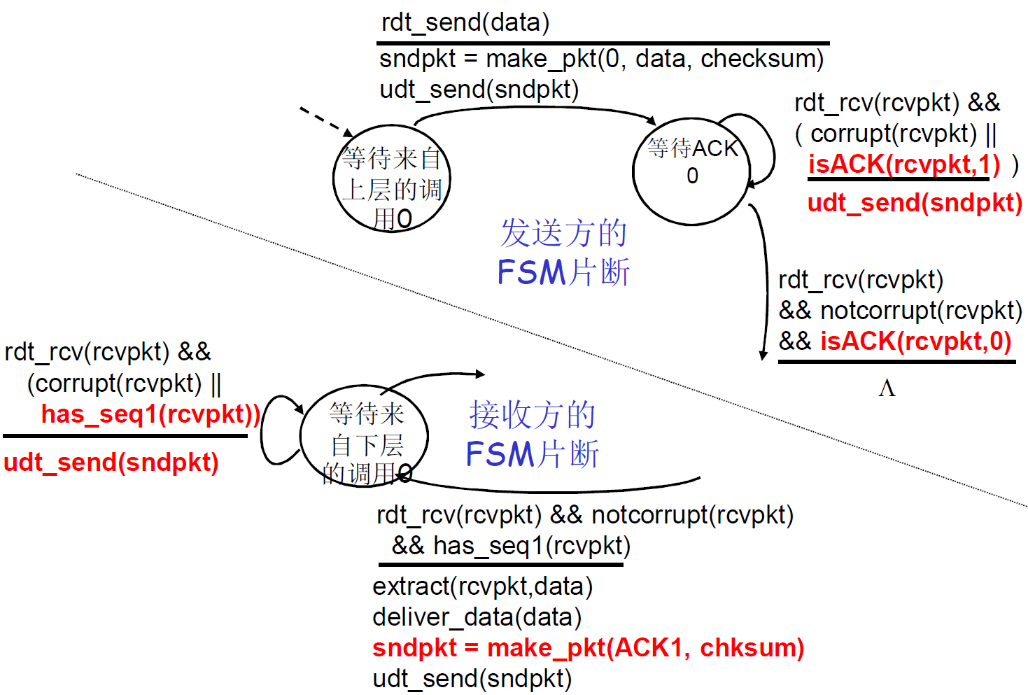 rdt_send(data)
sndpkt = make_pkt(0, data, checksum)
udt_send(sndpkt)
等待来自
上层的调
用0
等待ACK
0
rdt_rcv(rcvpkt) &&
( corrupt(rcvpkt) ||
isACK(rcvpkt,1) )
udt_send(sndpkt)
发送方的
FSM片断
rdt_rcv(rcvpkt)
&& notcorrupt(rcvpkt)
&& isACK(rcvpkt,0)
Λ
rdt_rcv(rcvpkt) &&
(corrupt(rcvpkt) ||
has_seq1(rcvpkt))
udt_send(sndpkt)
等待来
自下层
的调用0
接收方的
FSM片断
rdt_rcv(rcvpkt) && notcorrupt(rcvpkt)
&& has_seq1(rcvpkt)
extract(rcvpkt,data)
deliver_data(data)
sndpkt = make_pkt(ACK1, chksum)
udt_send(sndpkt)